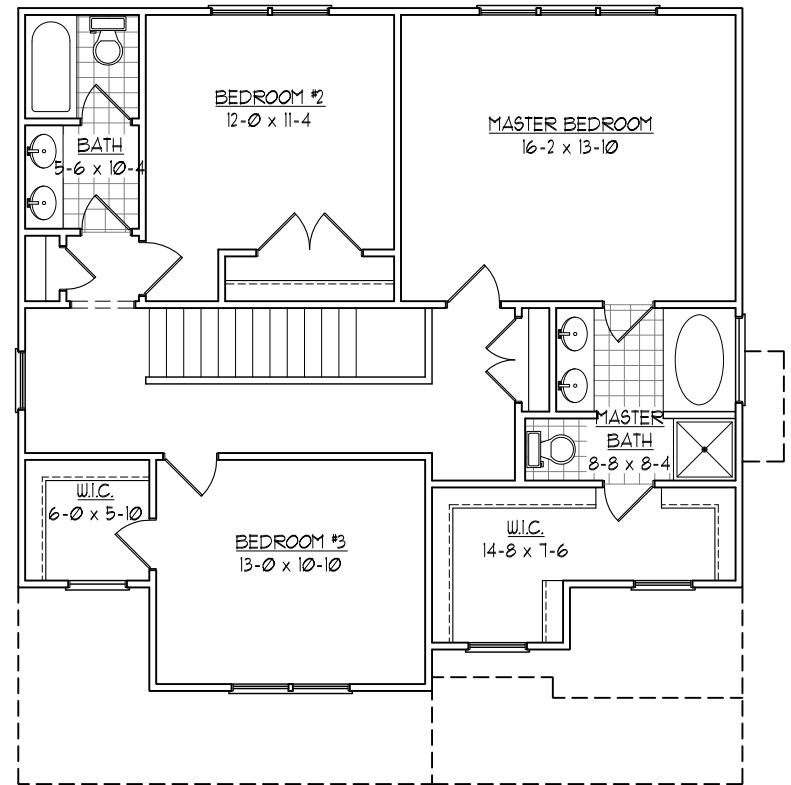 BEDROOM #2
12-0 x 11-4
MASTER BEDROOM
16-2 x 13-10
BATH
5-6 x 10-4
MASTER
BATH
8-8 x 8-4
W.I.C.
6-0 x 5-10
BEDROOM #3
13-0 x 10-10
W.I.C.
14-8 x 7-6